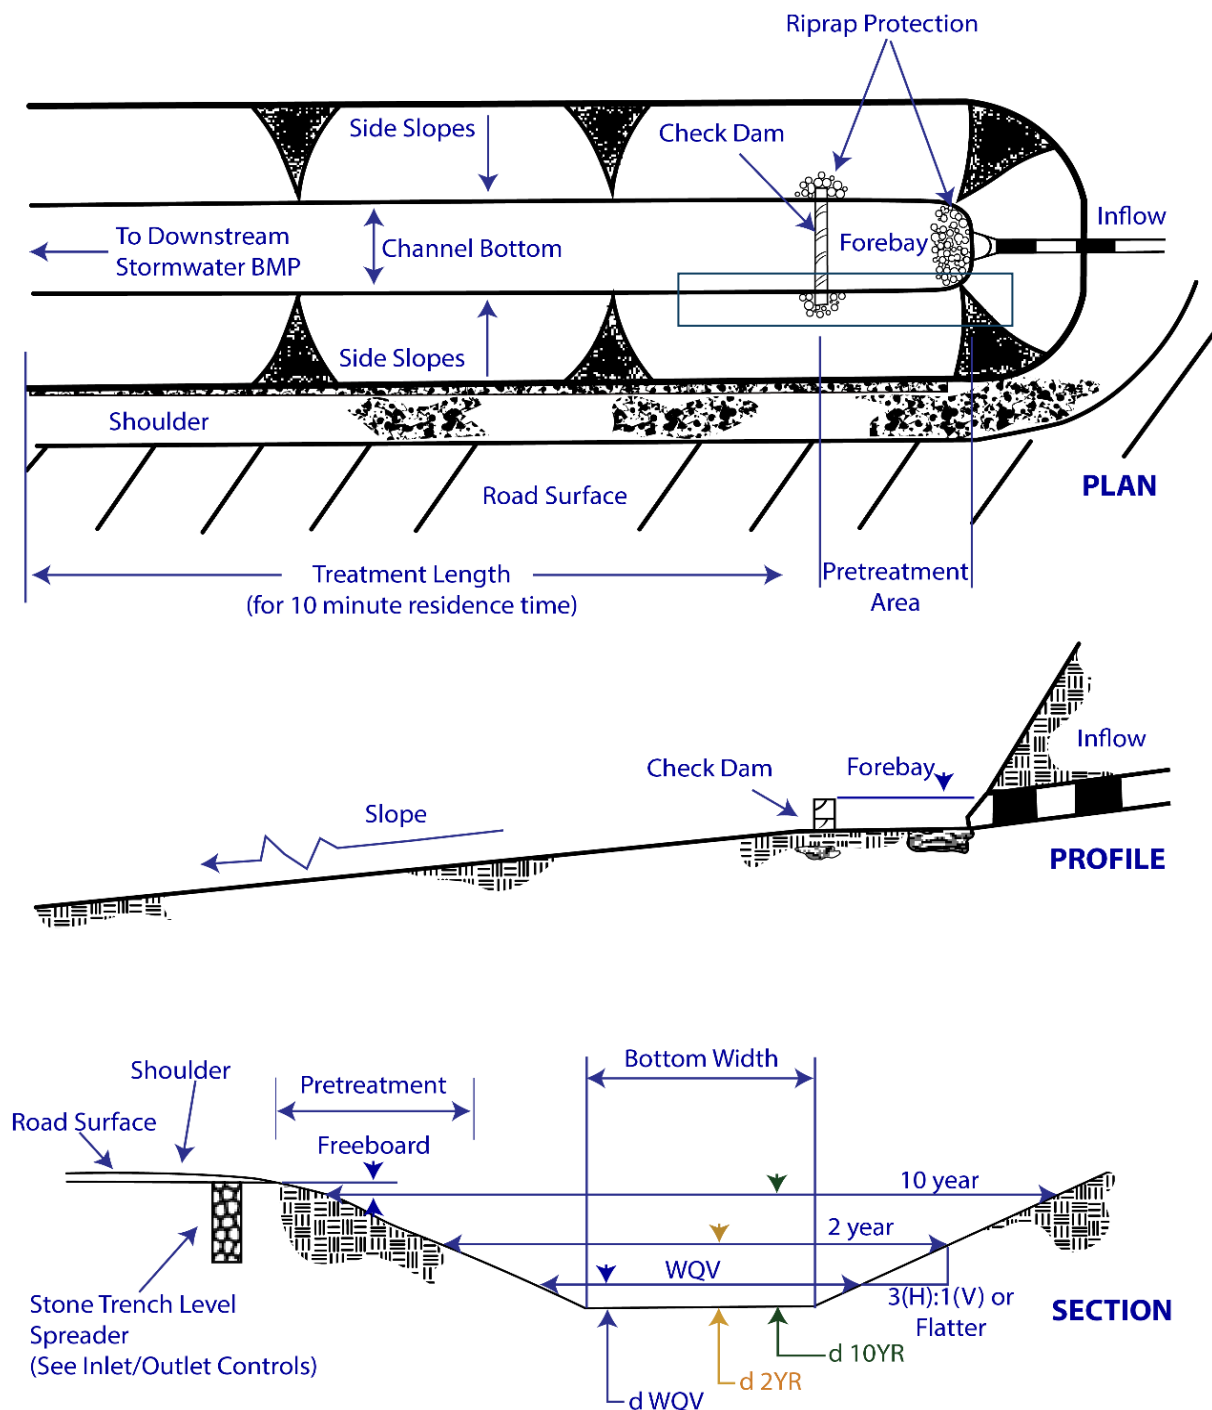 Riprap Protection
Side Slopes
Check Dam
Inflow
To Downstream
Stormwater BMP
Channel Bottom
Forebay
Side Slopes
Shoulder
PLAN
Road Surface
Treatment Length
(for 10 minute residence time)
Pretreatment
Area
Inflow
Check Dam
Forebay
Slope
PROFILE
Shoulder
Pretreatment
Bottom Width
Road Surface
Freeboard
10 year
2 year
WQV
3(H):1(V) or
Flatter
SECTION
Stone Trench Level
Spreader
(See Inlet/Outlet Controls)
d 10YR
d 2YR
d WQV